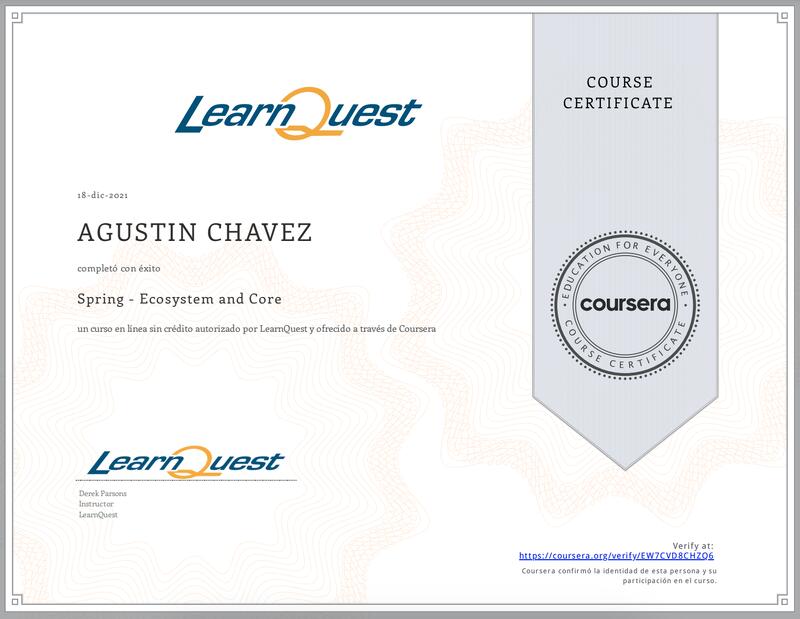 LearnQuest
COURSE
CERTIFICATE
18-dic-2021
AGUSTIN CHAVEZ
completó con éxito
Spring - Ecosystem and Core
un curso en línea sin crédito autorizado por LearnQuest y ofrecido a través de Coursera
EDUCATION FOR EVERYONE
coursera
COURSE CERTIFICATE
LearnQuest
Derek Parsons
Instructor
LearnQuest
Verify at:
https://coursera.org/verify/EW7CVD8CHZQ6
Coursera confirmó la identidad de esta persona y su
participación en el curso.